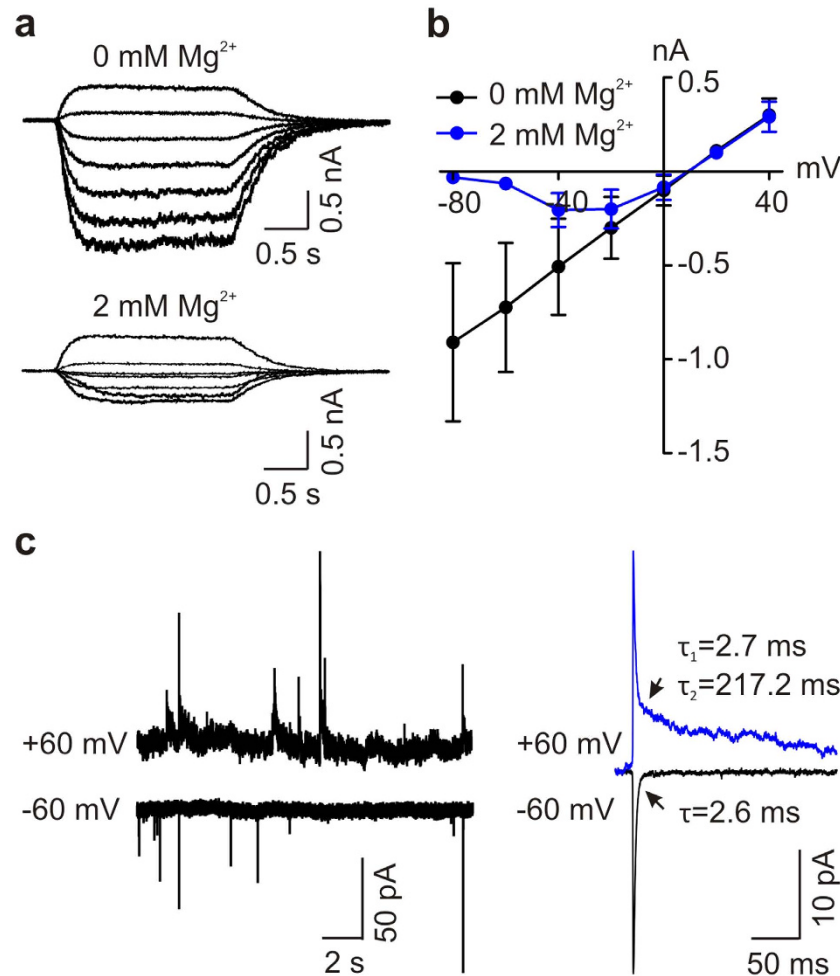 a
0 mM Mg²⁺
0.5 nA
0.5 s
2 mM Mg²⁺
0.5 nA
0.5 s
b
nA
0.5
0 mM Mg²⁺
2 mM Mg²⁺
mV
-80
-40
40
-0.5
-1.0
-1.5
c
+60 mV
-60 mV
50 pA
2 s
τ₁=2.7 ms
τ₂=217.2 ms
+60 mV
-60 mV
τ=2.6 ms
10 pA
50 ms